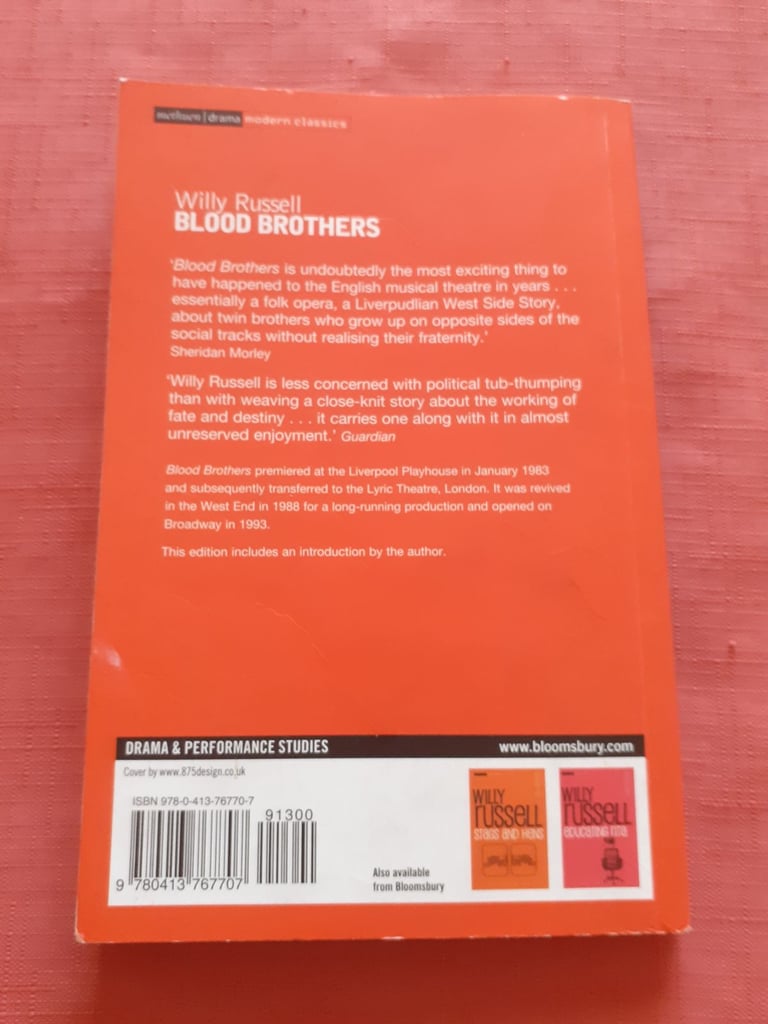 methuen | drama modern classics
Willy Russell
BLOOD BROTHERS
'Blood Brothers is undoubtedly the most exciting thing to
have happened to the English musical theatre in years . . .
essentially a folk opera, a Liverpudlian West Side Story,
about twin brothers who grow up on opposite sides of the
social tracks without realising their fraternity.'
Sheridan Morley
'Willy Russell is less concerned with political tub-thumping
than with weaving a close-knit story about the working of
fate and destiny . . . it carries one along with it in almost
unreserved enjoyment.' Guardian
Blood Brothers premiered at the Liverpool Playhouse in January 1983
and subsequently transferred to the Lyric Theatre, London. It was revived
in the West End in 1988 for a long-running production and opened on
Broadway in 1993.
This edition includes an introduction by the author.
DRAMA & PERFORMANCE STUDIES
www.bloomsbury.com
Cover by www.875design.co.uk
ISBN 978-0-413-76770-7
91300
9 780413 767707
Also available
from Bloomsbury
WILLY
RUSSELL
STAGS AND HENS
WILLY
RUSSELL
EDUCATING RITA